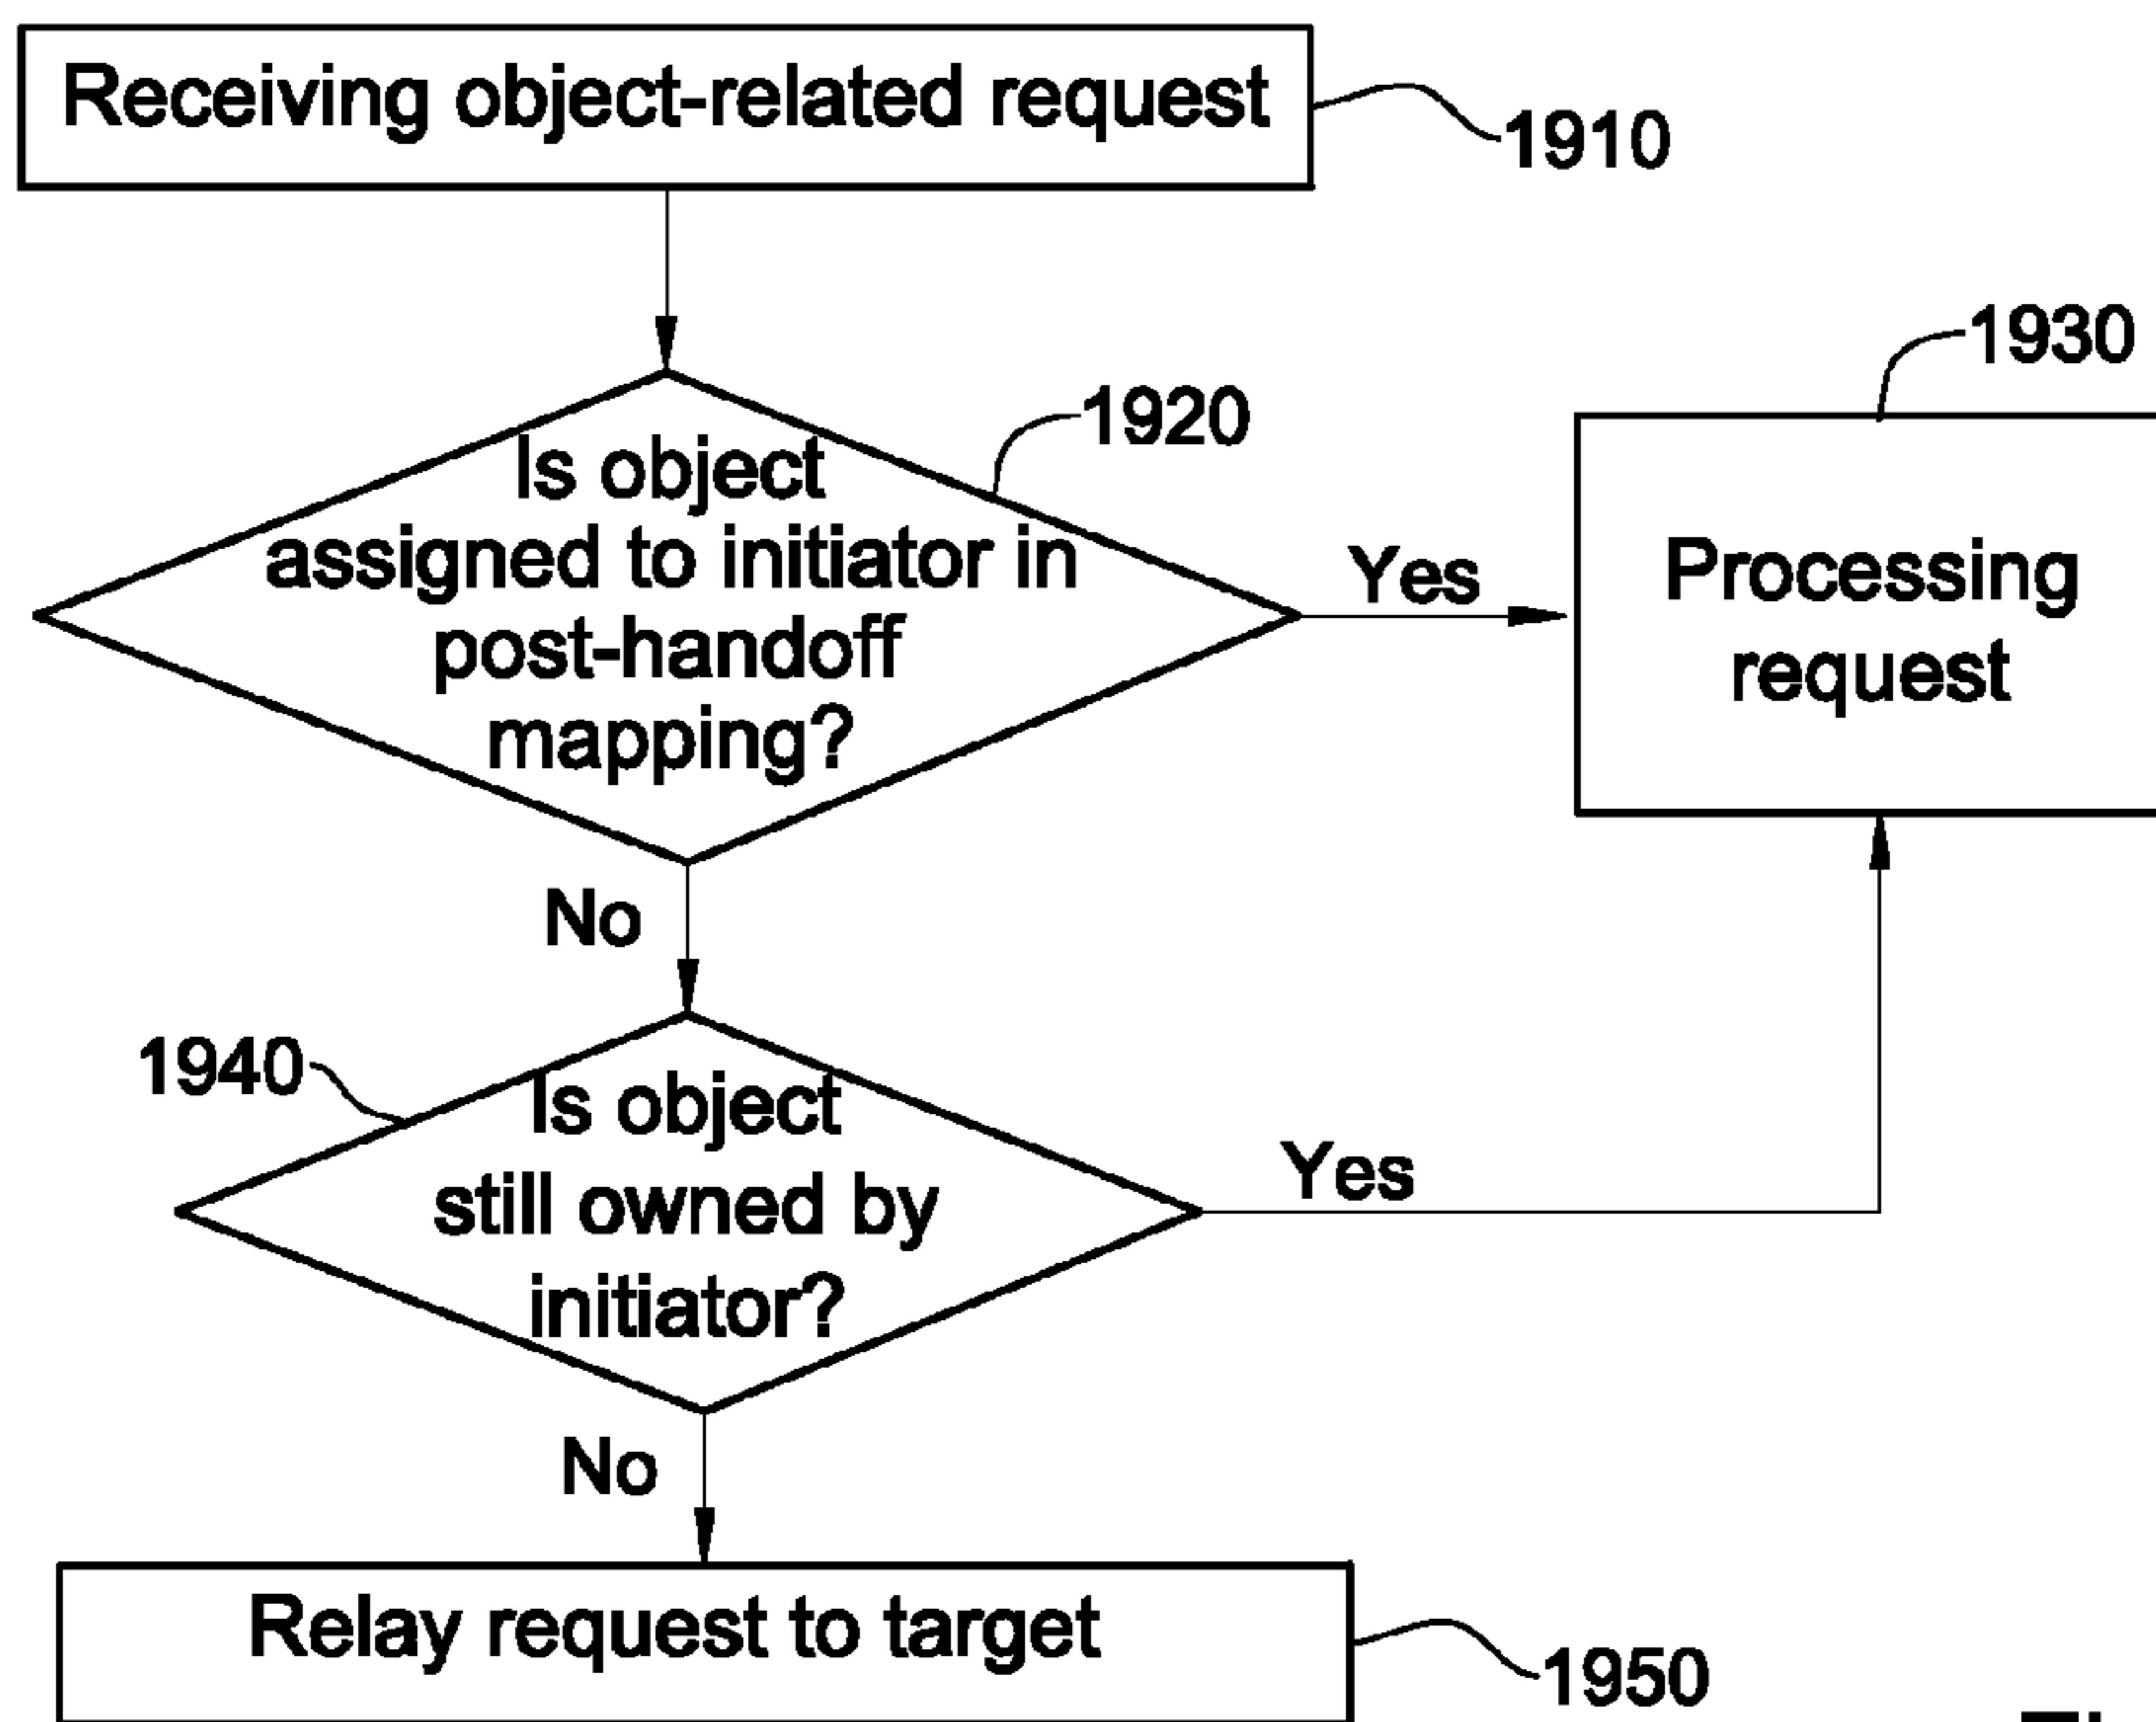 Receiving object-related request
1910
1930
1920
Is object
assigned to initiator in
post-handoff
mapping?
Yes
Processing
request
No
1940
Is object
still owned by
initiator?
Yes
No
Relay request to target
1950